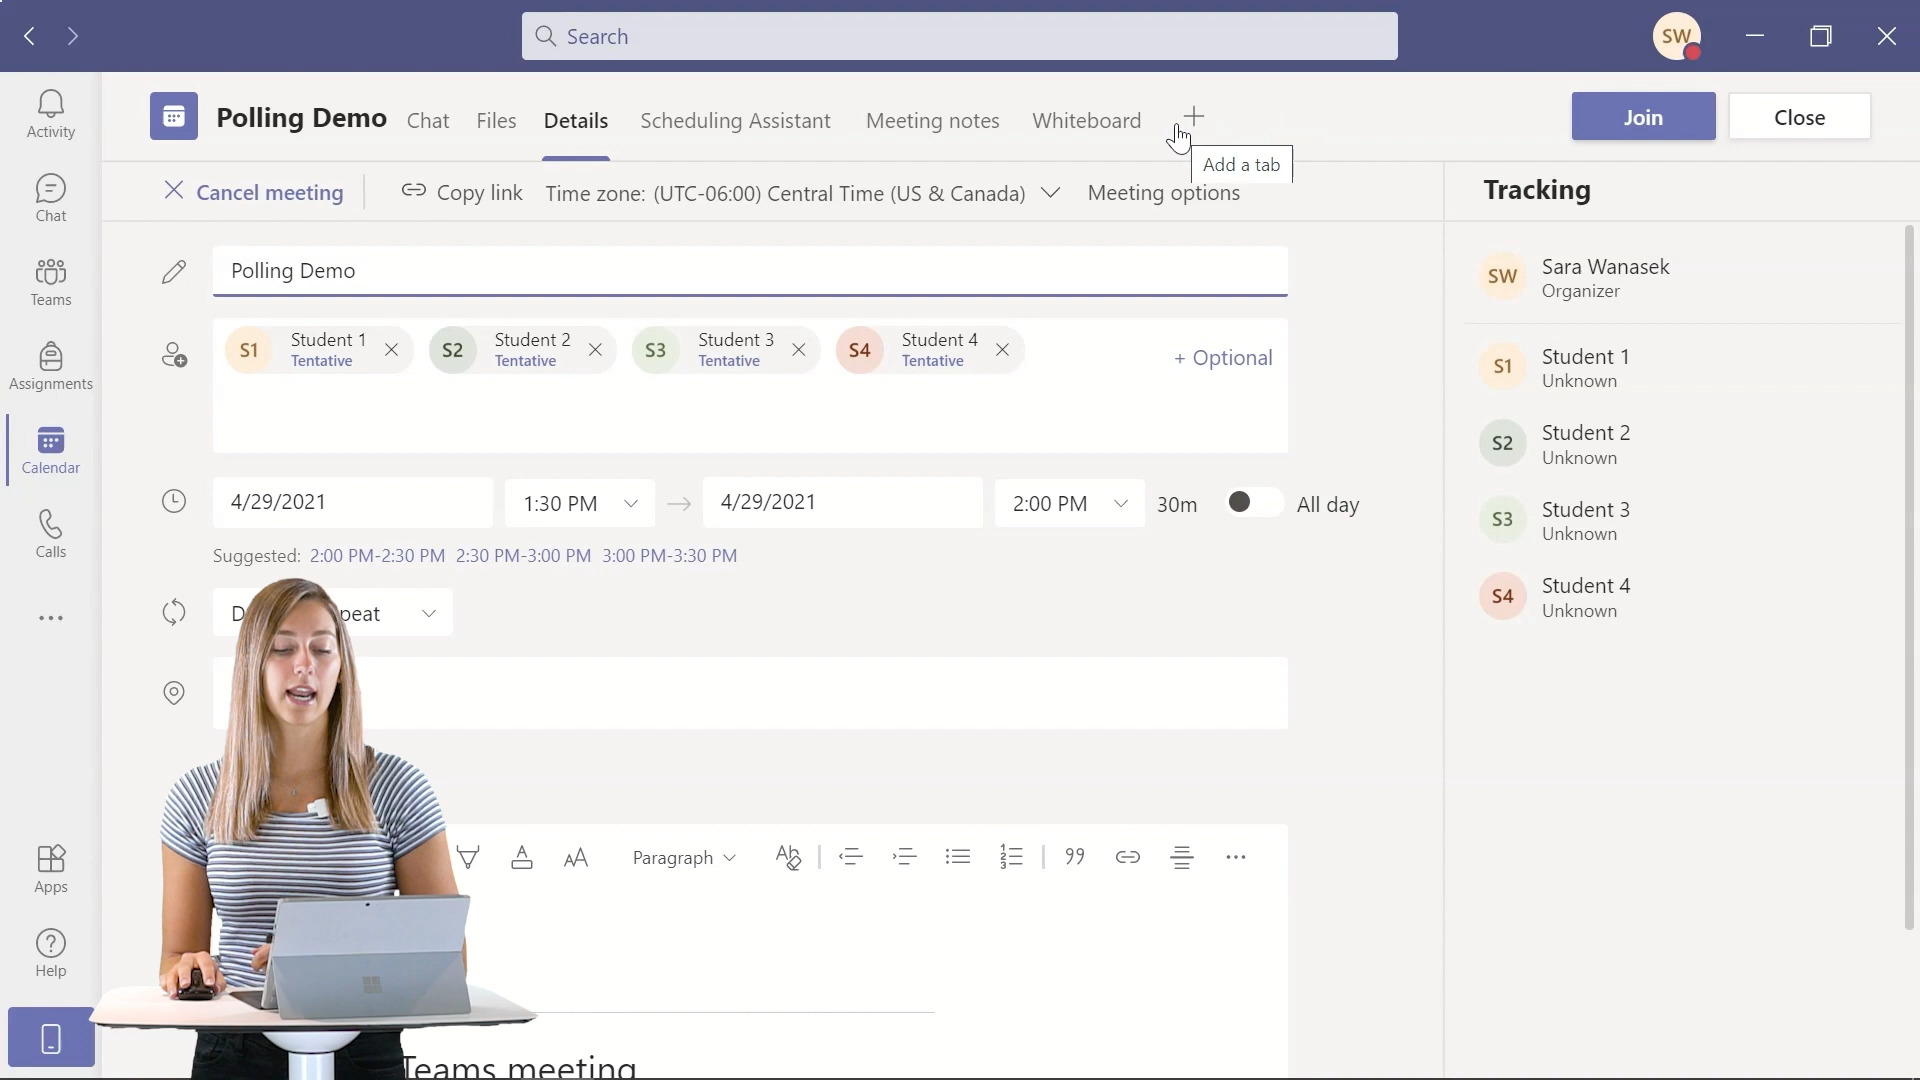 Search
SW
Activity
Chat
Teams
Assignments
Calendar
Calls
Apps
Help
Polling Demo
Chat
Files
Details
Scheduling Assistant
Meeting notes
Whiteboard
Add a tab
Join
Close
Cancel meeting
Copy link
Time zone: (UTC-06:00) Central Time (US & Canada)
Meeting options
Polling Demo
S1
Student 1
Tentative
S2
Student 2
Tentative
S3
Student 3
Tentative
S4
Student 4
Tentative
+ Optional
4/29/2021
1:30 PM
4/29/2021
2:00 PM
30m
All day
Suggested: 2:00 PM-2:30 PM 2:30 PM-3:00 PM 3:00 PM-3:30 PM
Paragraph
Teams meeting
Tracking
SW
Sara Wanasek
Organizer
S1
Student 1
Unknown
S2
Student 2
Unknown
S3
Student 3
Unknown
S4
Student 4
Unknown